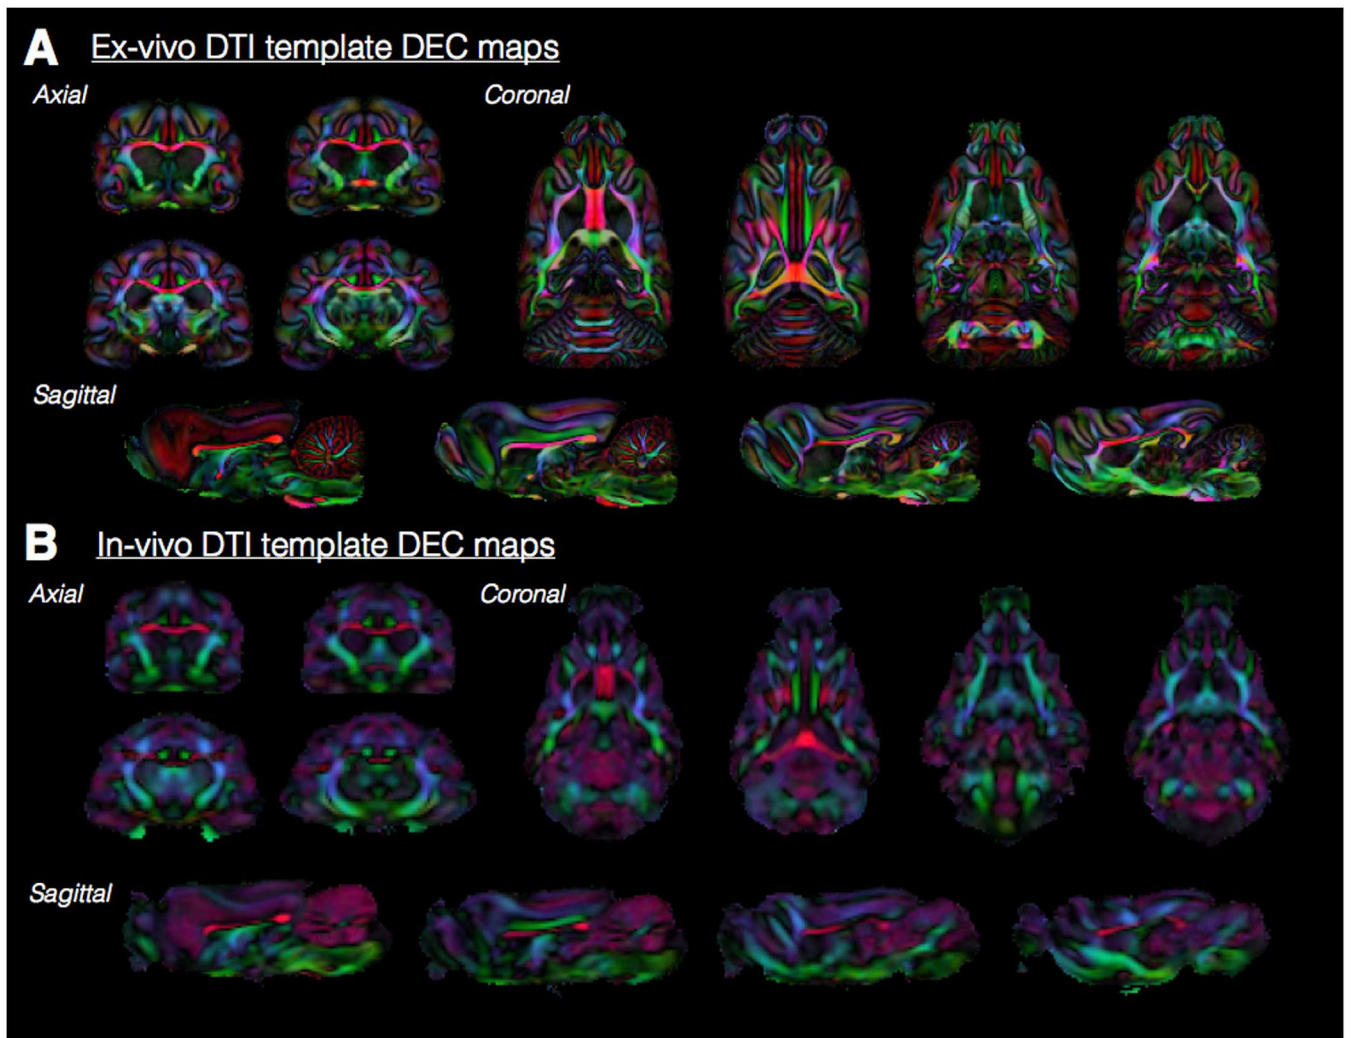 A Ex-vivo DTI template DEC maps
Axial
Coronal
Sagittal
B In-vivo DTI template DEC maps
Axial
Coronal
Sagittal